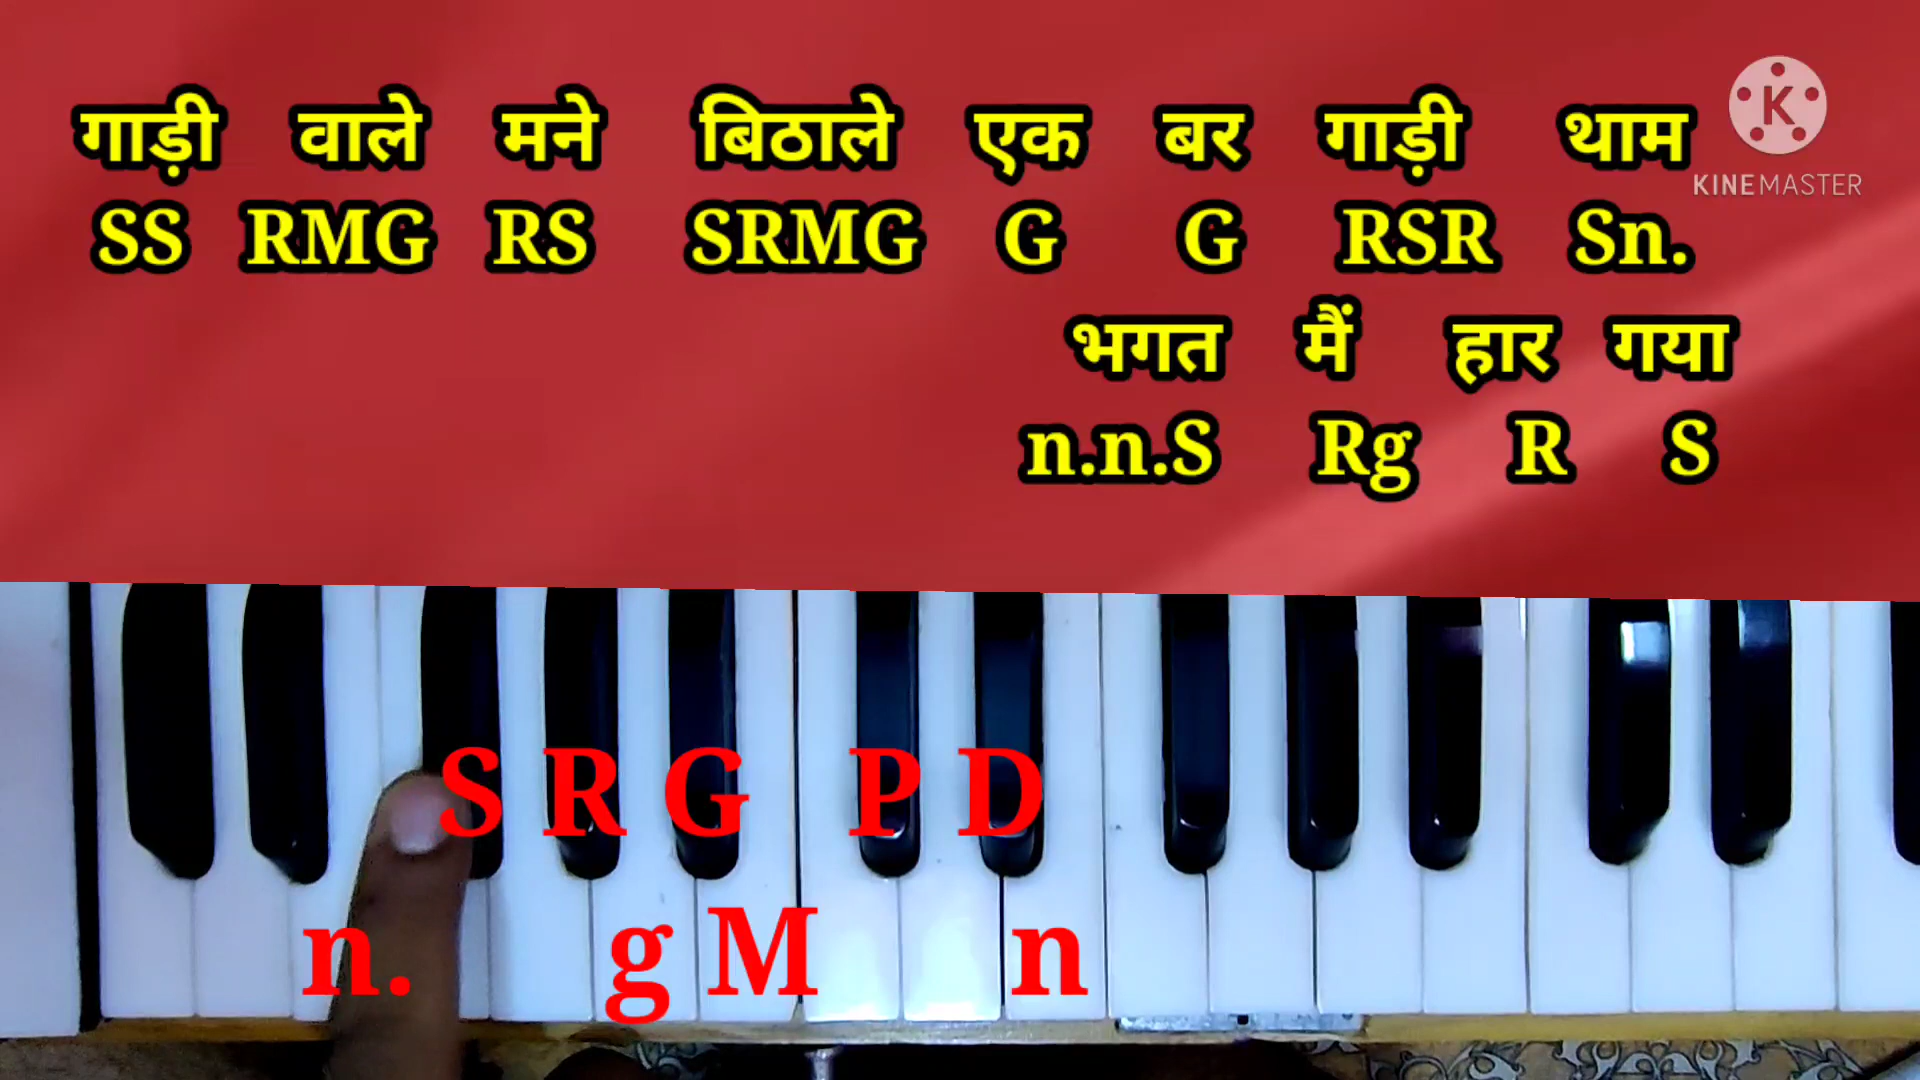 गाड़ी वाले मने बिठाले एक बर गाड़ी थाम
SS RMG RS SRMG G G RSR Sn.
भगत मैं हार गया
n.n.S Rg R S
K
KINEMASTER
S R G P D
n. g M n